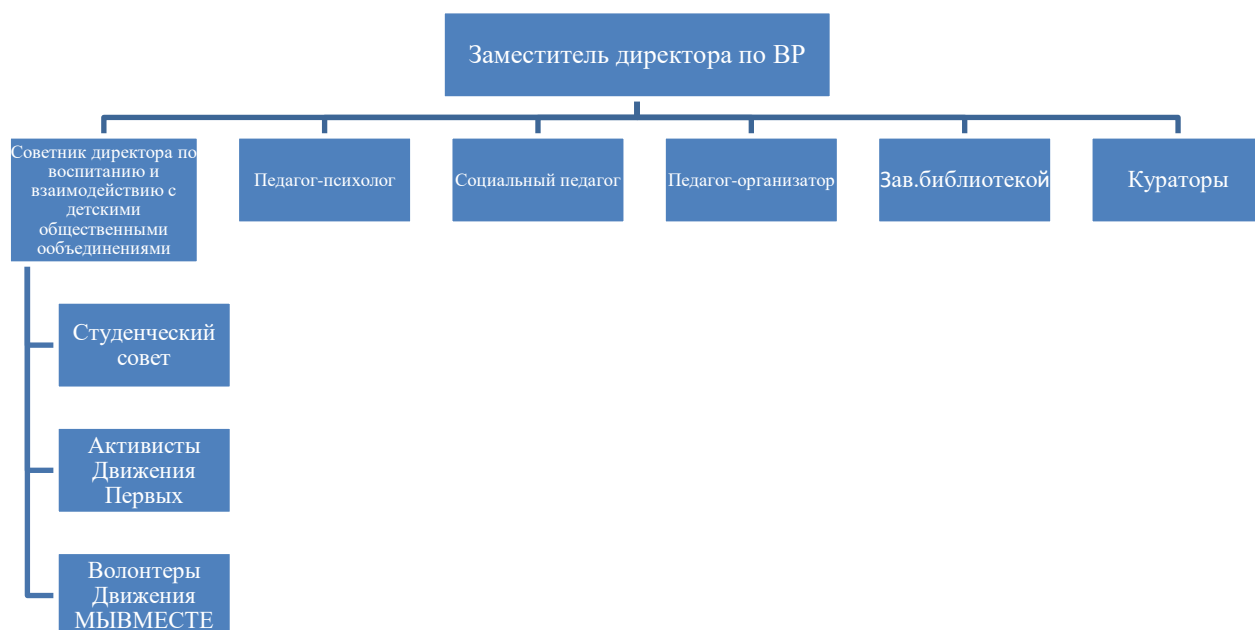 Заместитель директора по ВР
Советник директора по
воспитанию и
взаимодействию с
детскими
общественными
ообъединениями
Педагог-психолог
Социальный педагог
Педагог-организатор
Зав.библиотекой
Кураторы
Студенческий
совет
Активисты
Движения
Первых
Волонтеры
Движения
МЫВМЕСТЕ